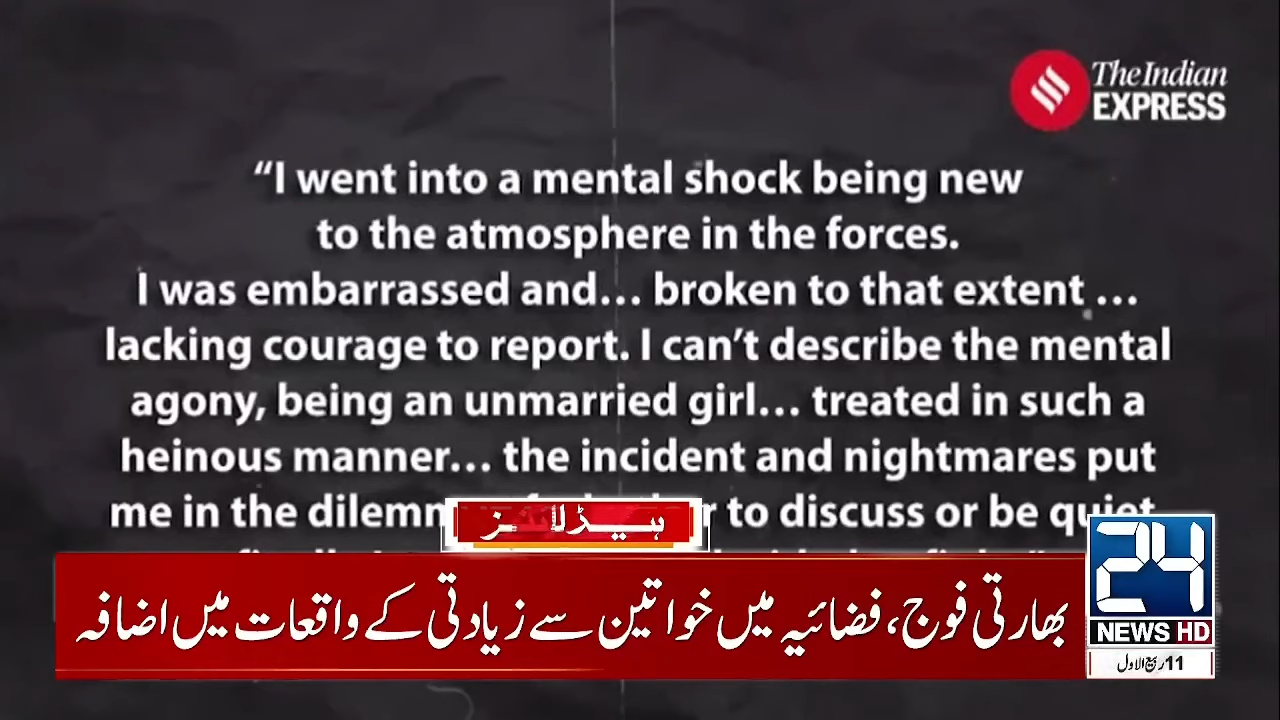 The Indian
EXPRESS
“I went into a mental shock being new
to the atmosphere in the forces.
I was embarrassed and... broken to that extent ...
lacking courage to report. I can’t describe the mental
agony, being an unmarried girl... treated in such a
heinous manner... the incident and nightmares put
me in the to discuss or be quiet
ہیڈ لائنز
بھارتی فوج، فضائیہ میں خواتین سے زیادتی کے واقعات میں اضافہ
24
NEWS HD
11 ربیع الاول